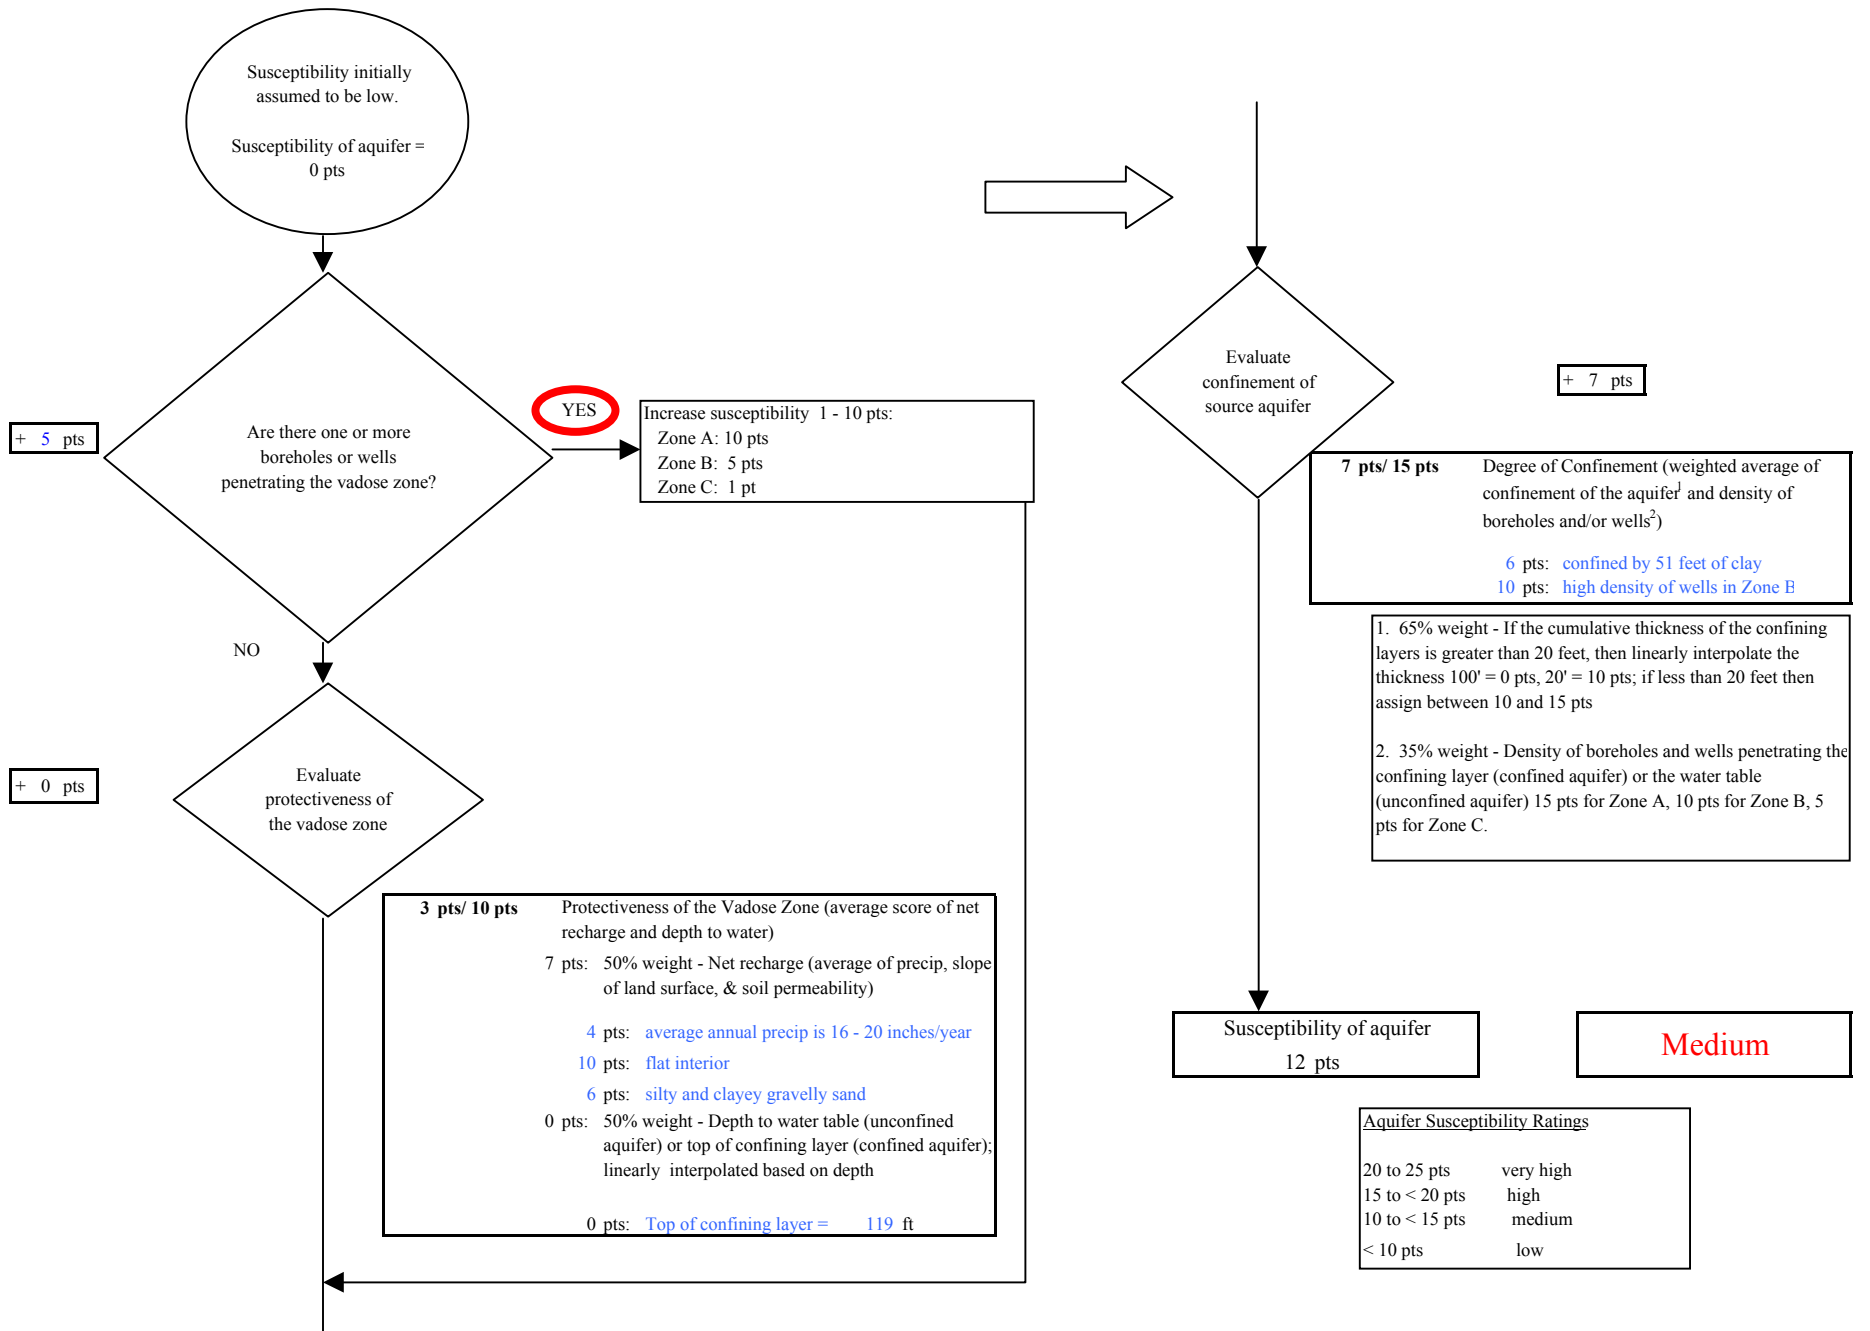 Susceptibility initially
assumed to be low.
Susceptibility of aquifer =
0 pts
+ 5 pts
Are there one or more
boreholes or wells
penetrating the vadose zone?
YES
Increase susceptibility 1 - 10 pts:
Zone A: 10 pts
Zone B: 5 pts
Zone C: 1 pt
NO
+ 0 pts
Evaluate
protectiveness of
the vadose zone
3 pts/ 10 pts Protectiveness of the Vadose Zone (average score of net
recharge and depth to water)
7 pts: 50% weight - Net recharge (average of precip, slope
of land surface, & soil permeability)
4 pts: average annual precip is 16 - 20 inches/year
10 pts: flat interior
6 pts: silty and clayey gravelly sand
0 pts: 50% weight - Depth to water table (unconfined
aquifer) or top of confining layer (confined aquifer);
linearly interpolated based on depth
0 pts: Top of confining layer = 119 ft
Evaluate
confinement of
source aquifer
+ 7 pts
7 pts/ 15 pts Degree of Confinement (weighted average of
confinement of the aquifer1 and density of
boreholes and/or wells2)
6 pts: confined by 51 feet of clay
10 pts: high density of wells in Zone B
1. 65% weight - If the cumulative thickness of the confining
layers is greater than 20 feet, then linearly interpolate the
thickness 100' = 0 pts, 20' = 10 pts; if less than 20 feet then
assign between 10 and 15 pts
2. 35% weight - Density of boreholes and wells penetrating the
confining layer (confined aquifer) or the water table
(unconfined aquifer) 15 pts for Zone A, 10 pts for Zone B, 5
pts for Zone C.
Susceptibility of aquifer
12 pts
Medium
Aquifer Susceptibility Ratings
20 to 25 pts very high
15 to < 20 pts high
10 to < 15 pts medium
< 10 pts low